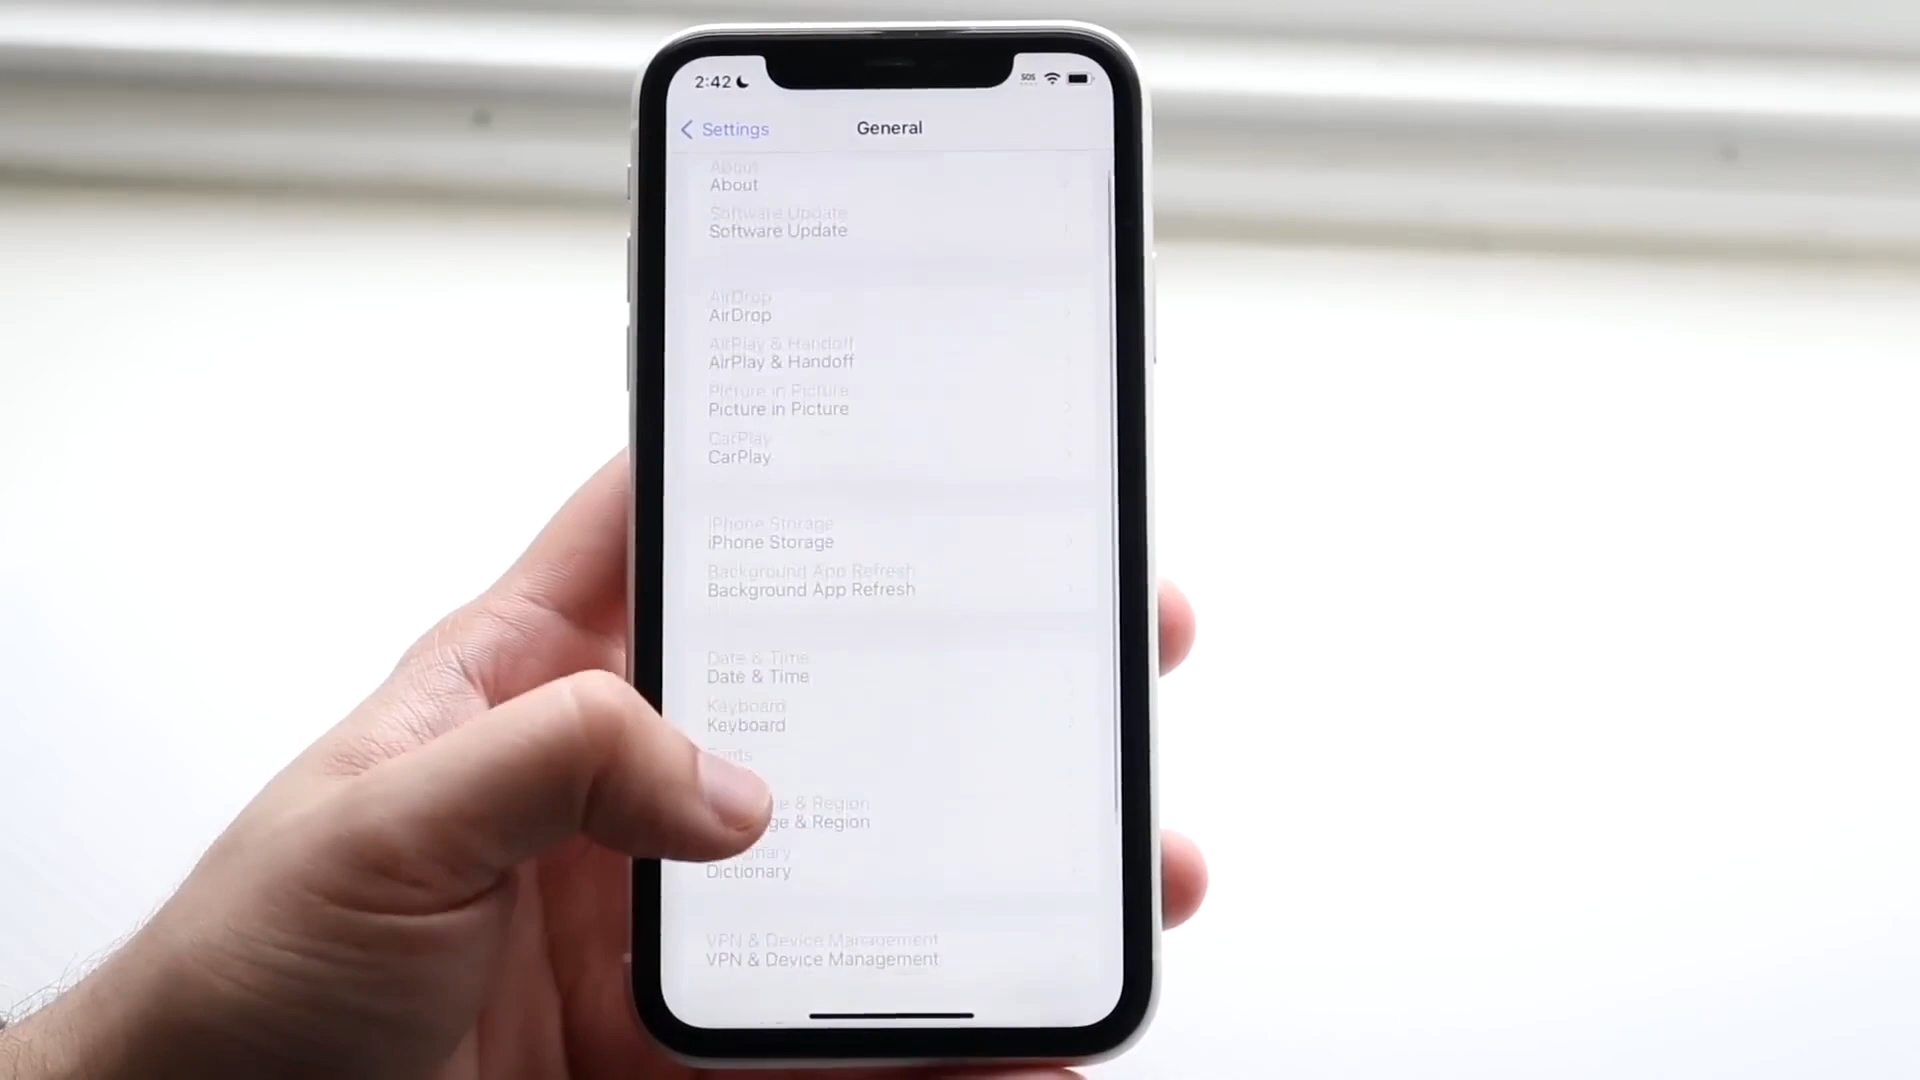 2:42
SOS
Settings
General
About
Software Update
AirDrop
AirPlay & Handoff
Picture in Picture
CarPlay
iPhone Storage
Background App Refresh
Date & Time
Keyboard
& Region
Dictionary
VPN & Device Management